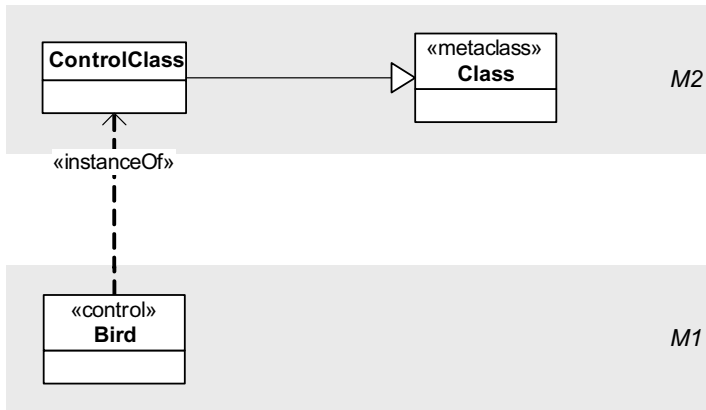 ControlClass
«metaclass»
Class
M2
«instanceOf»
«control»
Bird
M1